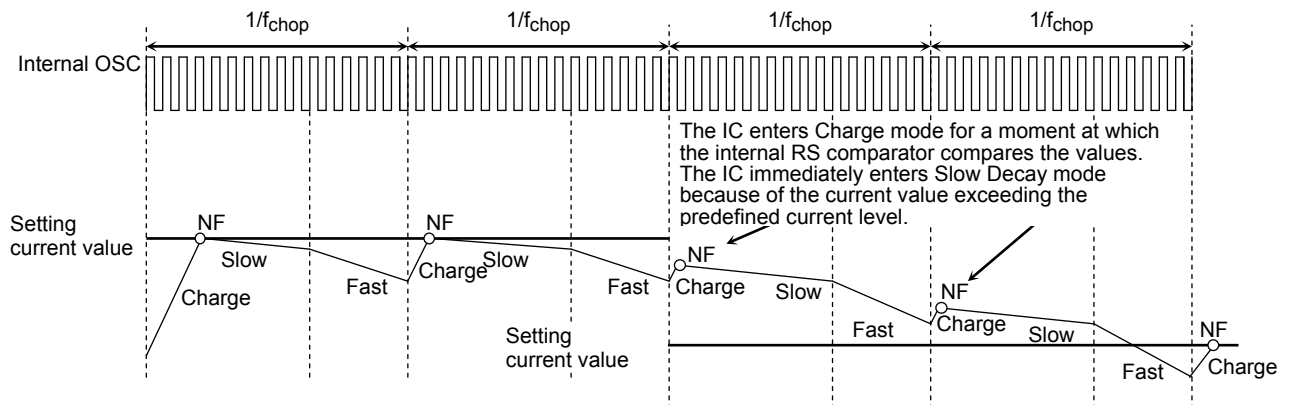 1/fchop 1/fchop 1/fchop 1/fchop
Internal OSC
The IC enters Charge mode for a moment at which
the internal RS comparator compares the values.
The IC immediately enters Slow Decay mode
because of the current value exceeding the
predefined current level.
Setting
current value
NF
Slow
Fast
Charge
NF
Charge
Slow
Fast
NF
Charge
Slow
Fast
Setting
current value
NF
Charge
Slow
Fast
NF
Charge